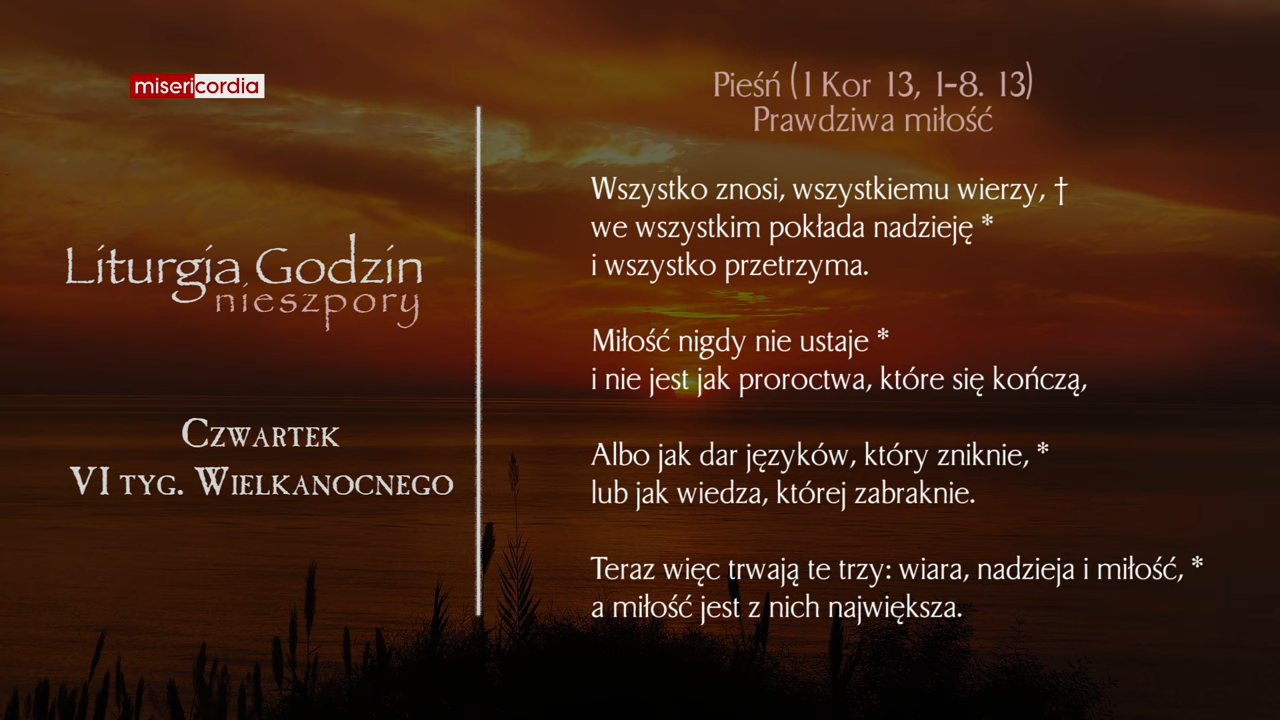 misericordia
Liturgia Godzin
nieszpory
Czwartek
VI tyg. Wielkanocnego
Pieśń (1 Kor 13, 1-8. 13)
Prawdziwa miłość
Wszystko znosi, wszystkiemu wierzy, †
we wszystkim pokłada nadzieję *
i wszystko przetrzyma.
Miłość nigdy nie ustaje *
i nie jest jak proroctwa, które się kończą,
Albo jak dar języków, który zniknie, *
lub jak wiedza, której zabraknie.
Teraz więc trwają te trzy: wiara, nadzieja i miłość, *
a miłość jest z nich największa.